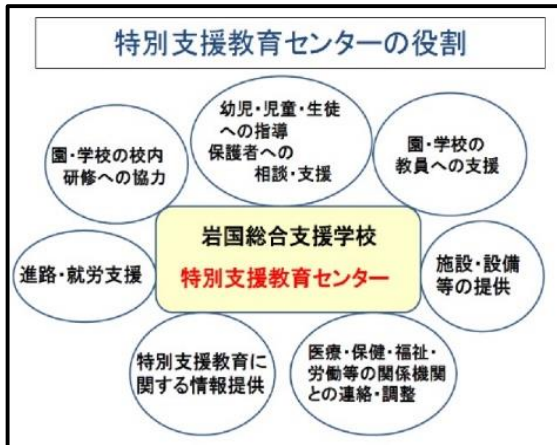 特別支援教育センターの役割
幼児・児童・生徒
への指導
保護者への
相談・支援
園・学校の校内
研修への協力
園・学校の
教員への支援
岩国総合支援学校
特別支援教育センター
進路・就労支援
施設・設備
等の提供
特別支援教育に
関する情報提供
医療・保健・福祉・
労働等の関係機関
との連絡・調整